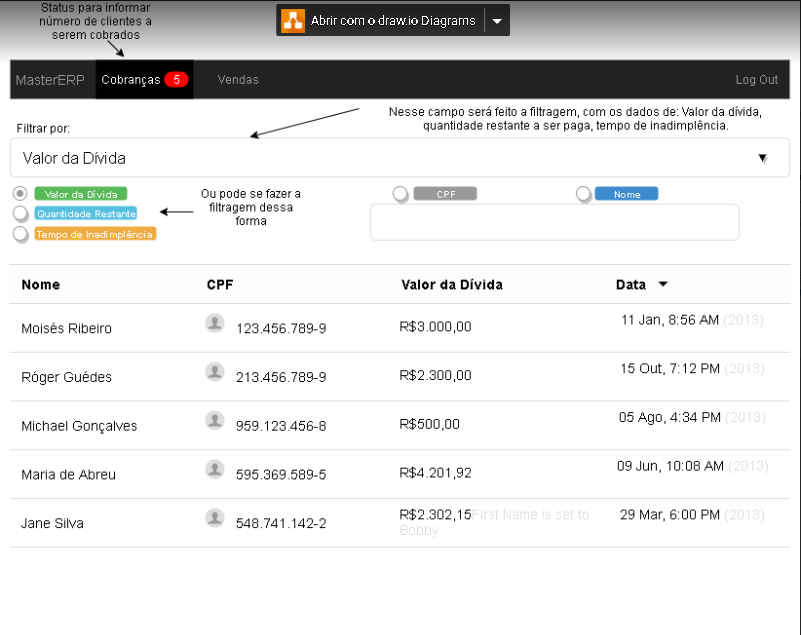 Status para informar
número de clientes a
serem cobrados
Abrir com o draw.io Diagrams
MasterERP Cobranças 5 Vendas Log Out
Nesse campo será feito a filtragem, com os dados de: Valor da dívida,
quantidade restante a ser paga, tempo de inadimplência.
Filtrar por:
Valor da Dívida
Valor da Dívida
Quantidade Restante
Tempo de Inadimplência
Ou pode se fazer a
filtragem dessa
forma
CPF Nome
Nome CPF Valor da Dívida Data
Moisés Ribeiro 123.456.789-9 R$3.000,00 11 Jan, 8:56 AM (2013)
Róger Guédes 213.456.789-9 R$2.300,00 15 Out, 7:12 PM (2013)
Michael Gonçalves 959.123.456-8 R$500,00 05 Ago, 4:34 PM (2013)
Maria de Abreu 595.369.589-5 R$4.201,92 09 Jun, 10:08 AM (2013)
Jane Silva 548.741.142-2 R$2.302,15First Name is set to 29 Mar, 6:00 PM (2013)
Bobby